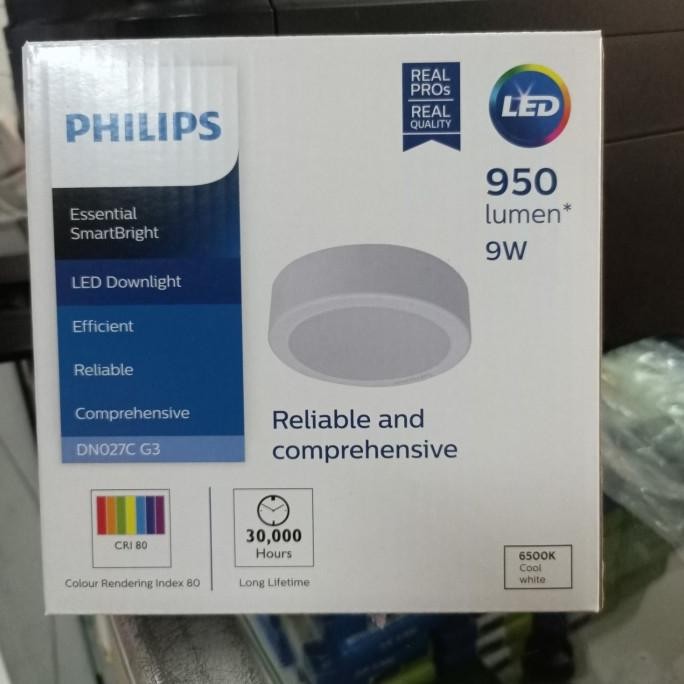 PHILIPS
Essential
SmartBright
LED Downlight
Efficient
Reliable
Comprehensive
DN027C G3
REAL
PROs
REAL
QUALITY
LED
950
lumen*
9W
Reliable and
comprehensive
CRI 80
Colour Rendering Index 80
30,000
Hours
Long Lifetime
6500K
Cool
white